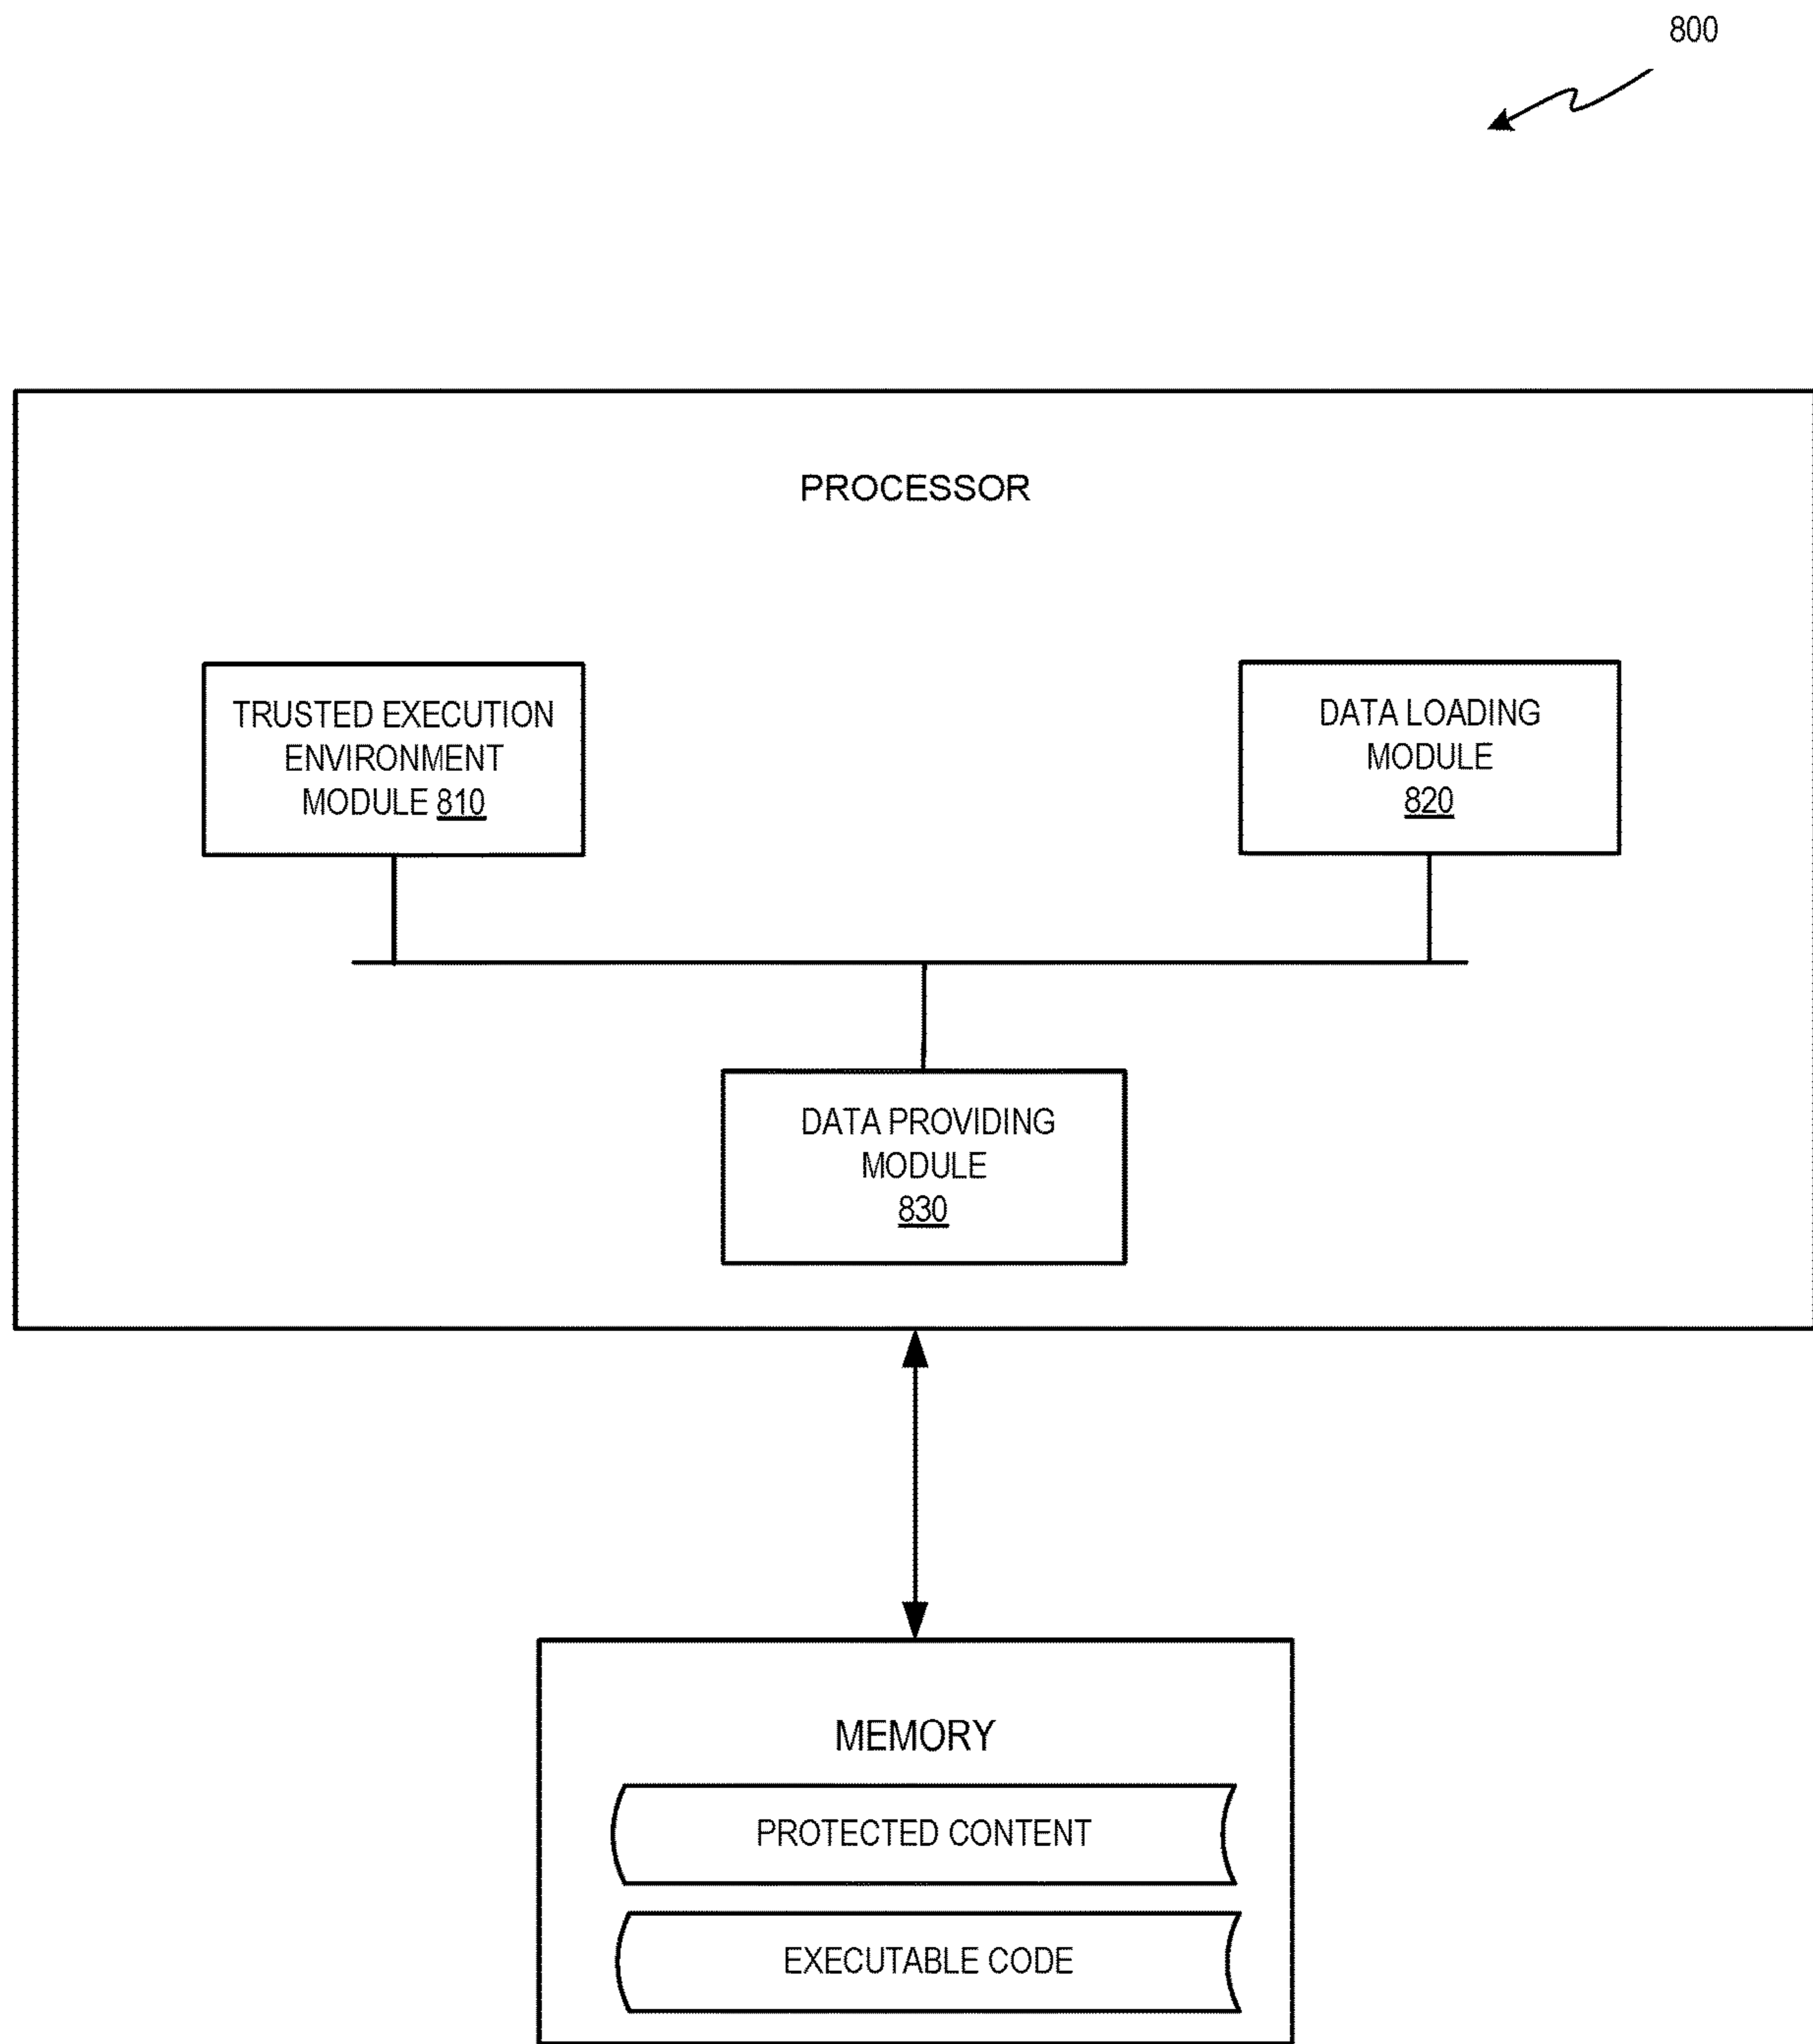 800
PROCESSOR
TRUSTED EXECUTION
ENVIRONMENT
MODULE 810
DATA LOADING
MODULE
820
DATA PROVIDING
MODULE
830
MEMORY
PROTECTED CONTENT
EXECUTABLE CODE